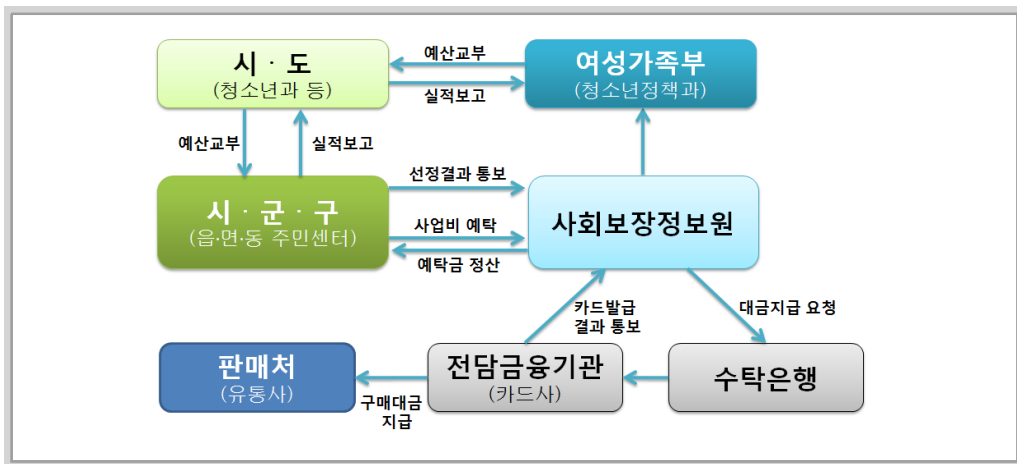 시 · 도
(청소년과 등)
예산교부
실적보고
여성가족부
(청소년정책과)
예산교부
실적보고
시 · 군 · 구
(읍·면·동 주민센터)
선정결과 통보
사업비 예탁
예탁금 정산
사회보장정보원
카드발급
결과 통보
대금지급 요청
판매처
(유통사)
구매대금
지급
전담금융기관
(카드사)
수탁은행